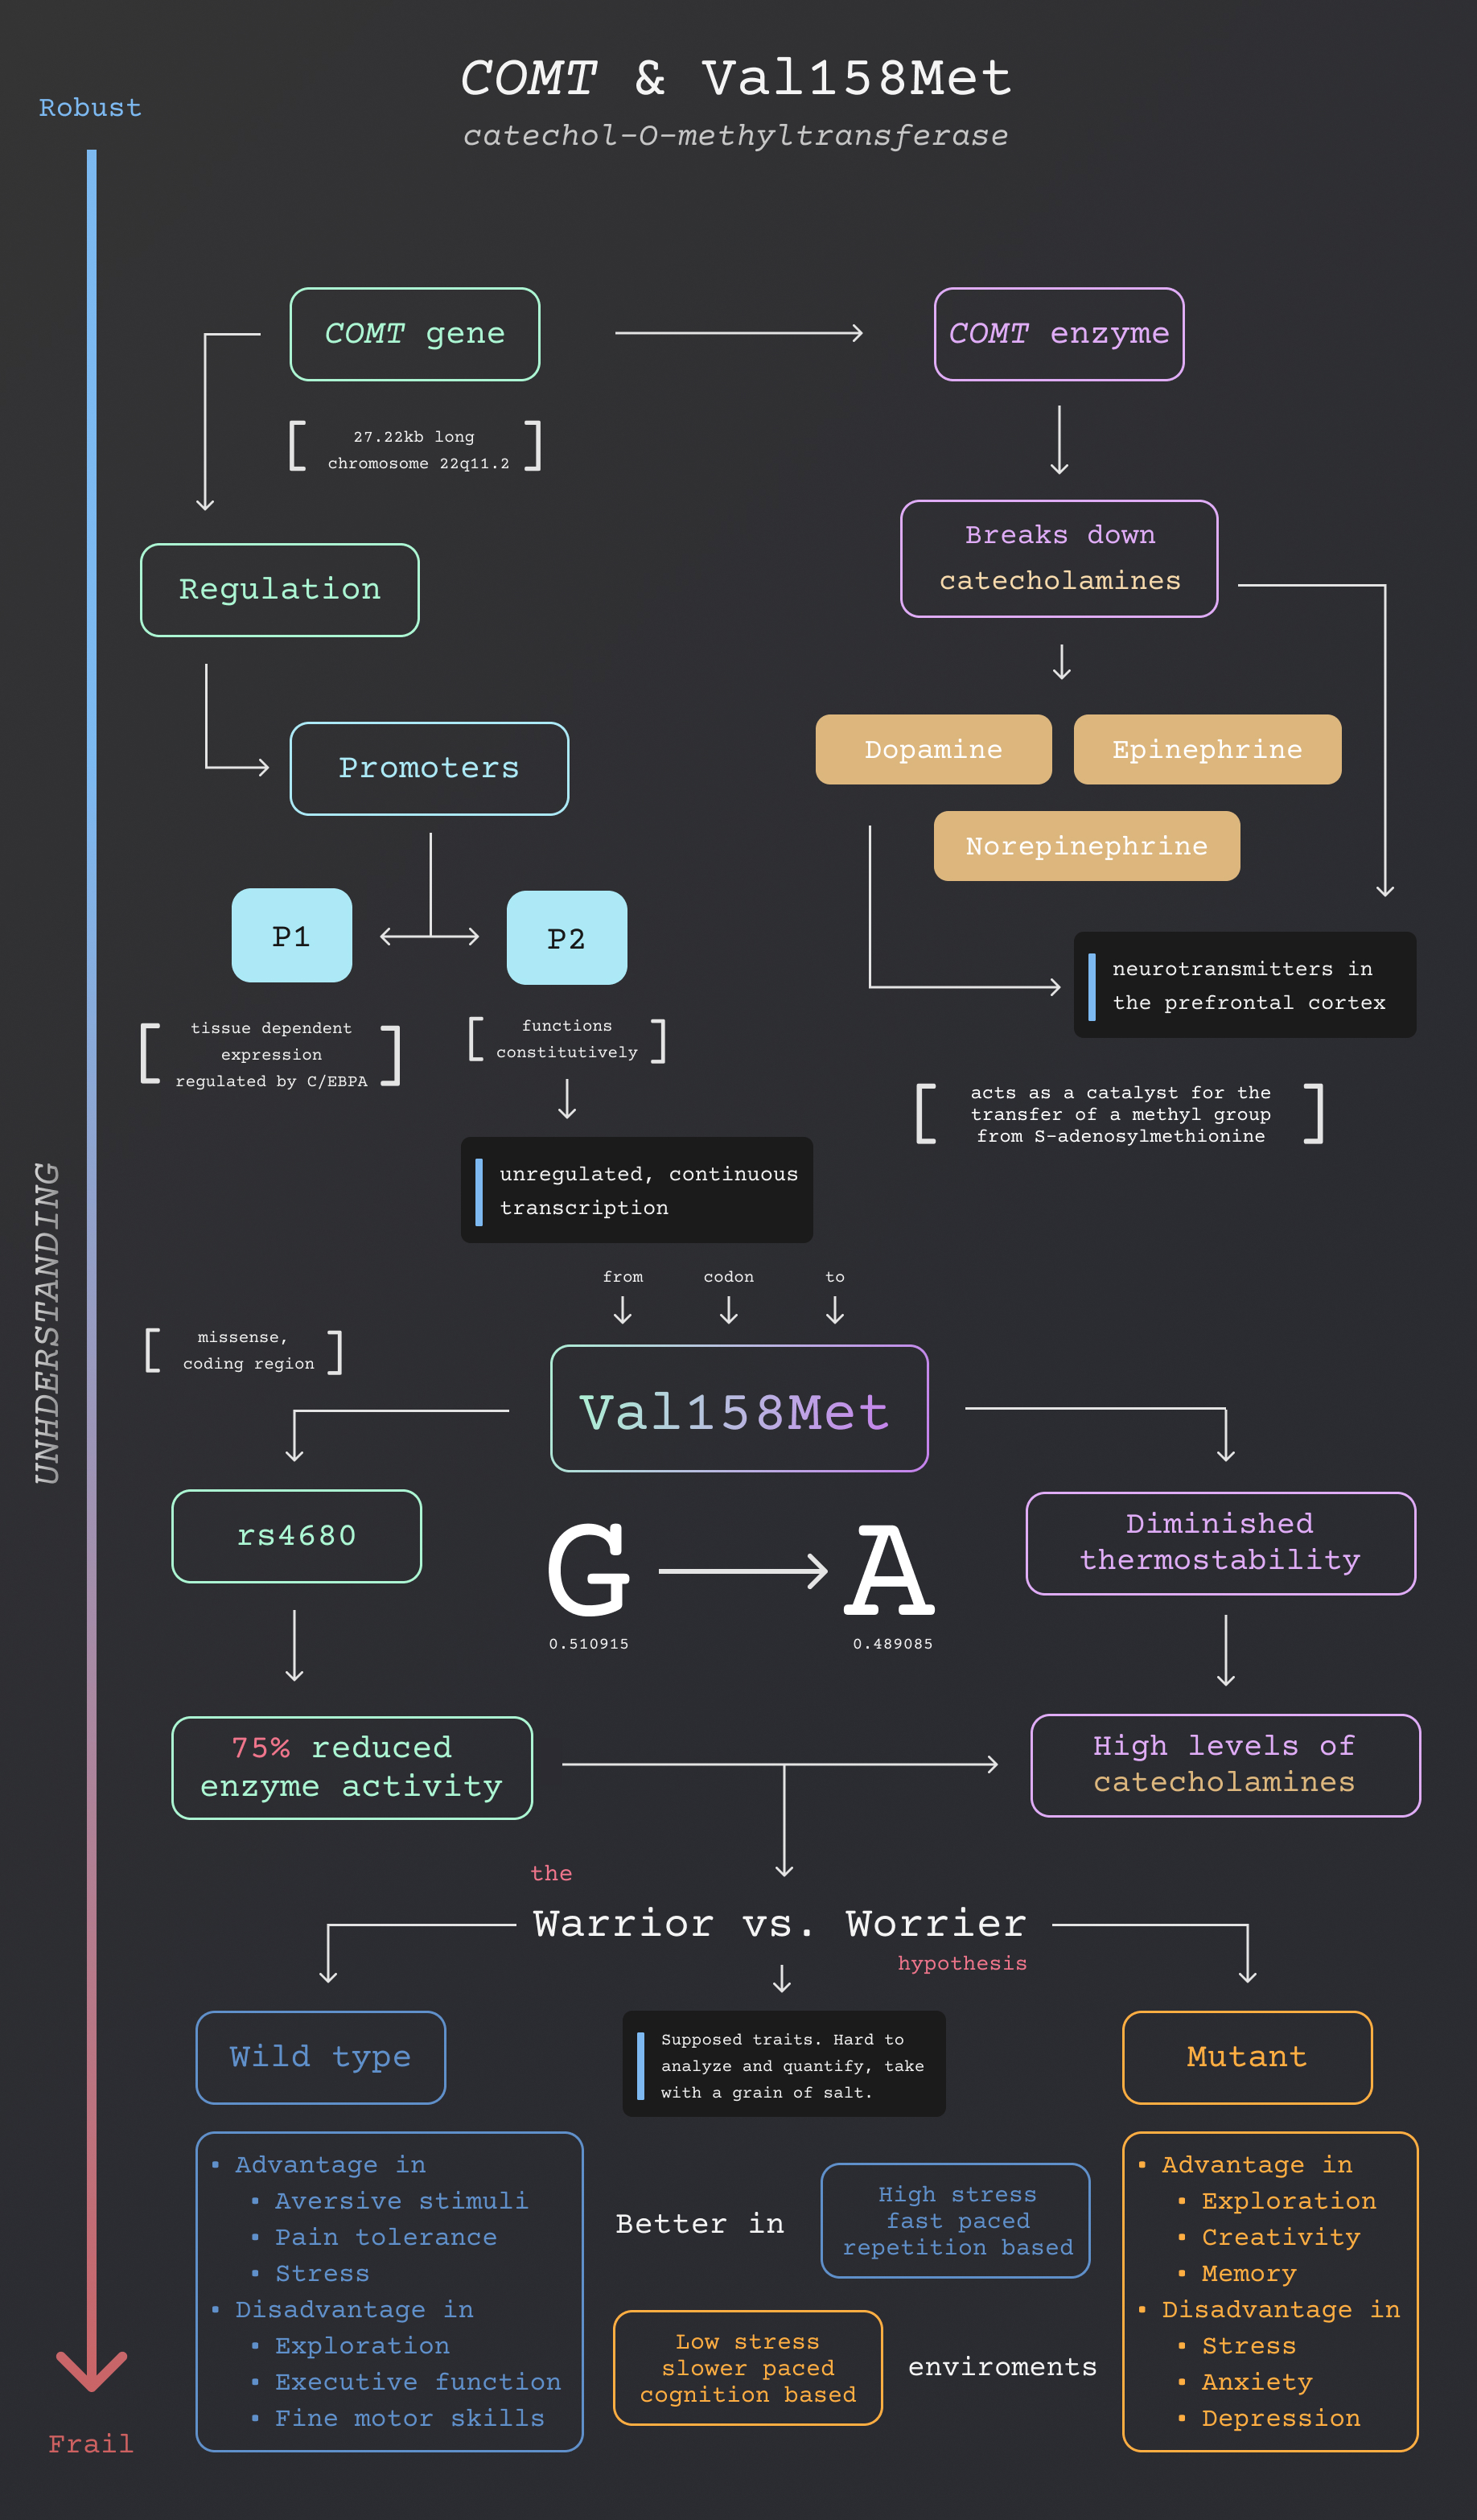 COMT & Val158Met
catechol-O-methyltransferase
Robust
UNHDERSTANDING
Frail
COMT gene
COMT enzyme
27.22kb long
chromosome 22q11.2
Breaks down
catecholamines
Regulation
Promoters
Dopamine
Epinephrine
Norepinephrine
P1
P2
neurotransmitters in
the prefrontal cortex
tissue dependent
expression
regulated by C/EBPA
functions
constitutively
acts as a catalyst for the
transfer of a methyl group
from S-adenosylmethionine
unregulated, continuous
transcription
from codon to
missense,
coding region
Val158Met
rs4680
G
A
0.510915
0.489085
Diminished
thermostability
75% reduced
enzyme activity
High levels of
catecholamines
the
Warrior vs. Worrier
hypothesis
Wild type
Supposed traits. Hard to
analyze and quantify, take
with a grain of salt.
Mutant
• Advantage in
• Aversive stimuli
• Pain tolerance
• Stress
• Disadvantage in
• Exploration
• Executive function
• Fine motor skills
Better in
High stress
fast paced
repetition based
Low stress
slower paced
cognition based
enviroments
• Advantage in
• Exploration
• Creativity
• Memory
• Disadvantage in
• Stress
• Anxiety
• Depression